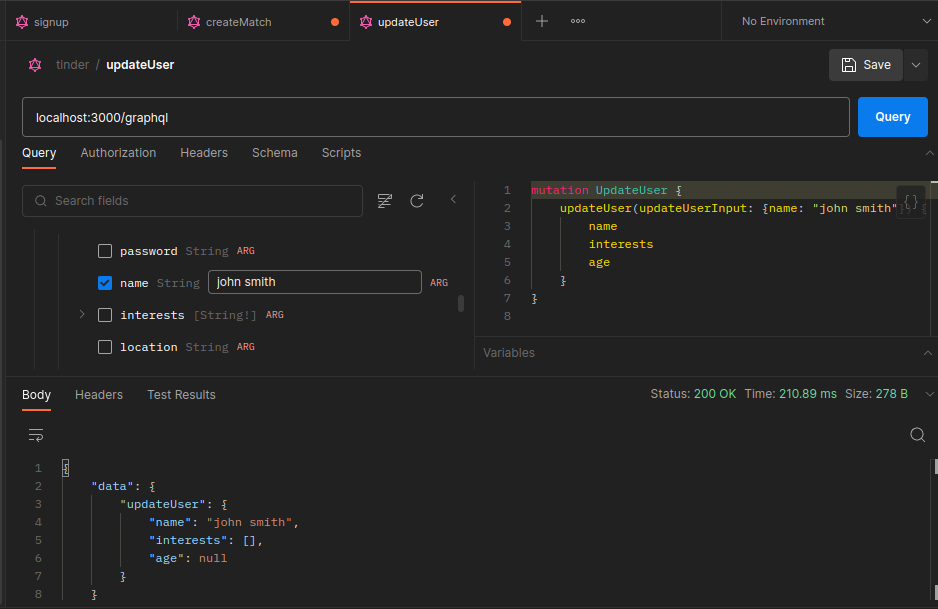 signup
createMatch
updateUser
No Environment
tinder / updateUser
Save
localhost:3000/graphql
Query
Query Authorization Headers Schema Scripts
Search fields
password String ARG
name String john smith ARG
interests [String!] ARG
location String ARG
1 mutation UpdateUser {
2 updateUser(updateUserInput: {name: "john smith"}) {
3 name
4 interests
5 age
6 }
7 }
8
Variables
Body Headers Test Results
Status: 200 OK Time: 210.89 ms Size: 278 B
1 {
2 "data": {
3 "updateUser": {
4 "name": "john smith",
5 "interests": [],
6 "age": null
7 }
8 }